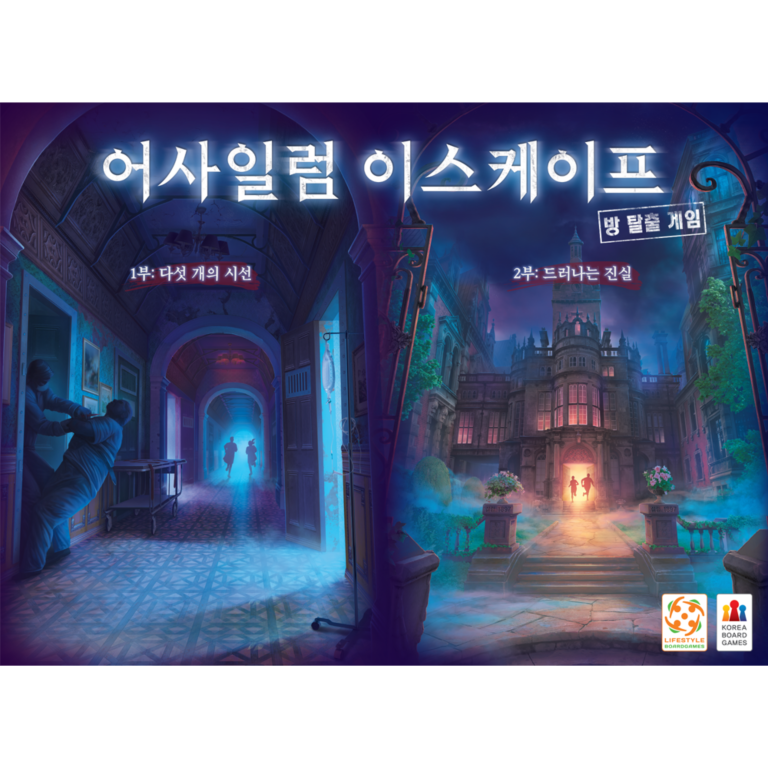 어사일럼 이스케이프
방 탈출 게임
1부: 다섯 개의 시선
2부: 드러나는 진실
LIFESTYLE
BOARDGAMES
KOREA
BOARD
GAMES